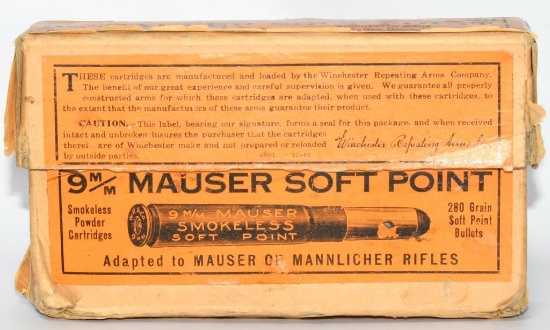 THESE cartridges are manufactured and loaded by the Winchester Repeating Arms Company.
The benefit of our great experience and careful supervision is given. We guarantee all properly
constructed arms for which these cartridges are adapted, when used with these cartridges, to
the extent that the manufacturers of these arms guarantee their product.
CAUTION.-This label, bearing our signature, forms a seal for this package, and when received
intact and unbroken insures the purchaser that the cartridges
therei are of Winchester make and not prepared or reloaded
by outside parties.
Winchester Repeating Arms Co
9 M/M MAUSER SOFT POINT
Smokeless
Powder
Cartridges
9 M/M MAUSER
SMOKELESS
SOFT POINT
280 Grain
Soft Point
Bullets
Adapted to MAUSER OR MANNLICHER RIFLES